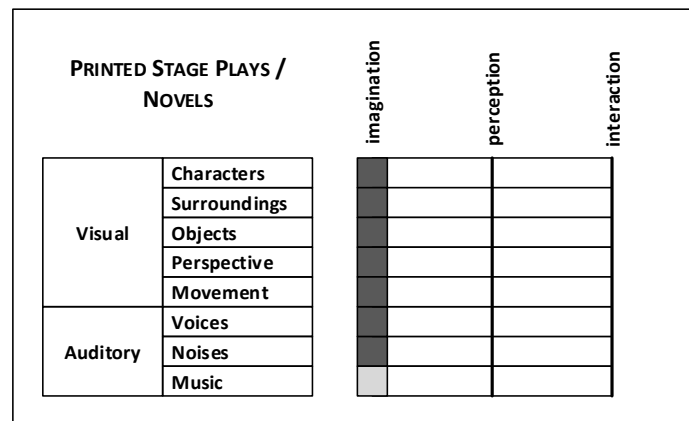 PRINTED STAGE PLAYS /
NOVELS
imagination
perception
interaction
Visual
Characters
Surroundings
Objects
Perspective
Movement
Auditory
Voices
Noises
Music